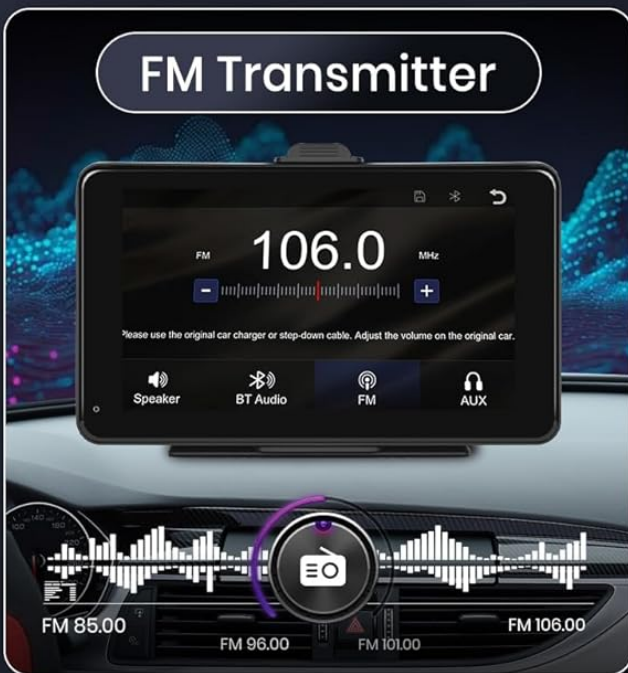 FM Transmitter
FM 106.0 MHz
- +
Please use the original car charger or step-down cable. Adjust the volume on the original car.
Speaker BT Audio FM AUX
FM 85.00 FM 96.00 FM 101.00 FM 106.00